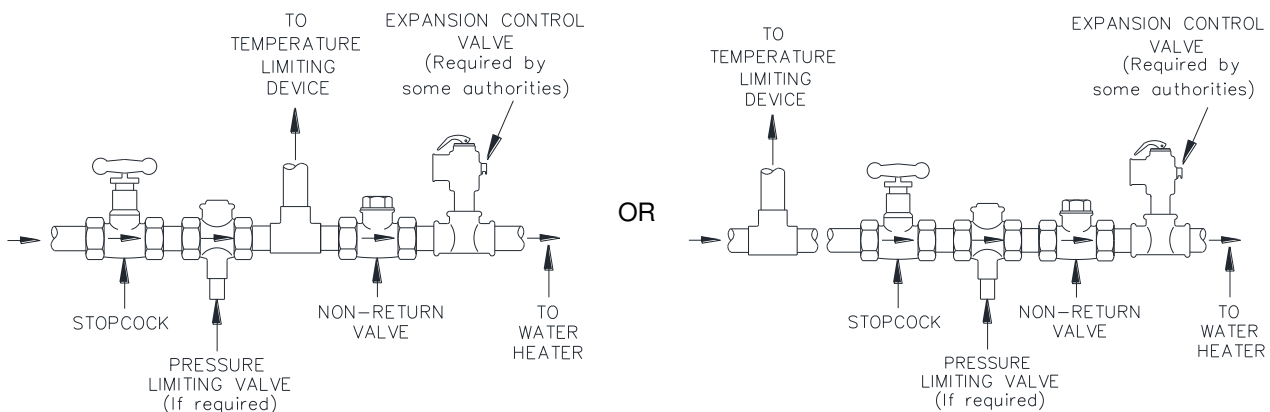 TO
TEMPERATURE
LIMITING
DEVICE
EXPANSION CONTROL
VALVE
(Required by
some authorities)
STOPCOCK
PRESSURE
LIMITING VALVE
(If required)
NON-RETURN
VALVE
TO
WATER
HEATER
OR
TO
TEMPERATURE
LIMITING
DEVICE
EXPANSION CONTROL
VALVE
(Required by
some authorities)
STOPCOCK
PRESSURE
LIMITING VALVE
(If required)
NON-RETURN
VALVE
TO
WATER
HEATER